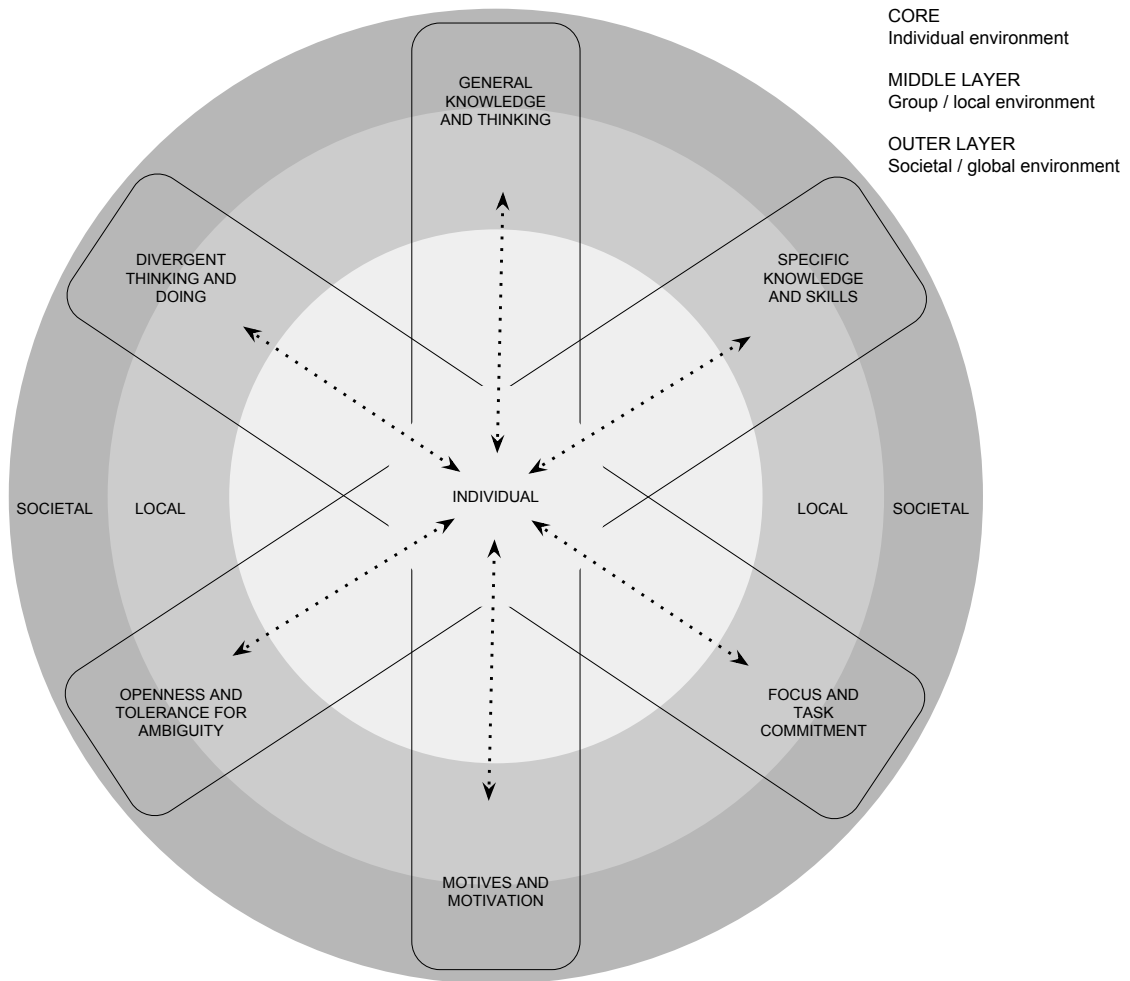 CORE
Individual environment
MIDDLE LAYER
Group / local environment
OUTER LAYER
Societal / global environment
GENERAL
KNOWLEDGE
AND THINKING
DIVERGENT
THINKING AND
DOING
SPECIFIC
KNOWLEDGE
AND SKILLS
SOCIETAL
LOCAL
INDIVIDUAL
LOCAL
SOCIETAL
OPENNESS AND
TOLERANCE FOR
AMBIGUITY
FOCUS AND
TASK
COMMITMENT
MOTIVES AND
MOTIVATION